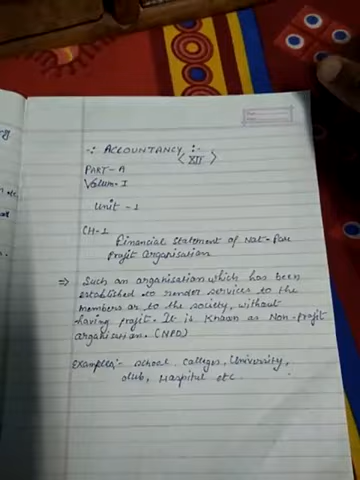 -: ACCOUNTANCY :-
< XII >
PART-A
Volum-I
Unit -1
CH-1
Financial Statement of Not-For
Profit Organisation
⇒ Such an organisation which has been
established to render services to the
members or to the society, without
having profit. It is Known as Non-profit
organisation. (NPO)
Examples:- school, colleges, University,
club, Hospital etc.